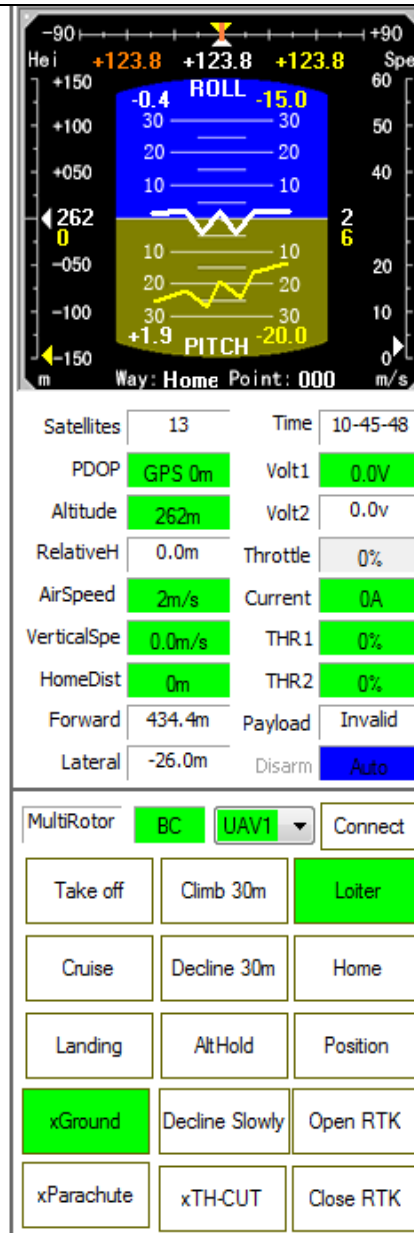 -90 +90
Hei +123.8 +123.8 +123.8 Spe
+150 -0.4 ROLL -15.0 60
30 30
+100 50
20 20
+050 40
10 10
262 2
0 6
-050 10 10 20
20 20
-100 10
30 30
+1.9 PITCH -20.0
-150 0
m Way: Home Point: 000 m/s
Satellites 13 Time 10-45-48
PDOP GPS 0m Volt1 0.0V
Altitude 262m Volt2 0.0v
RelativeH 0.0m Throttle 0%
AirSpeed 2m/s Current 0A
VerticalSpe 0.0m/s THR1 0%
HomeDist 0m THR2 0%
Forward 434.4m Payload Invalid
Lateral -26.0m Disarm Auto
MultiRotor BC UAV1 Connect
Take off Climb 30m Loiter
Cruise Decline 30m Home
Landing AltHold Position
xGround Decline Slowly Open RTK
xParachute xTH-CUT Close RTK